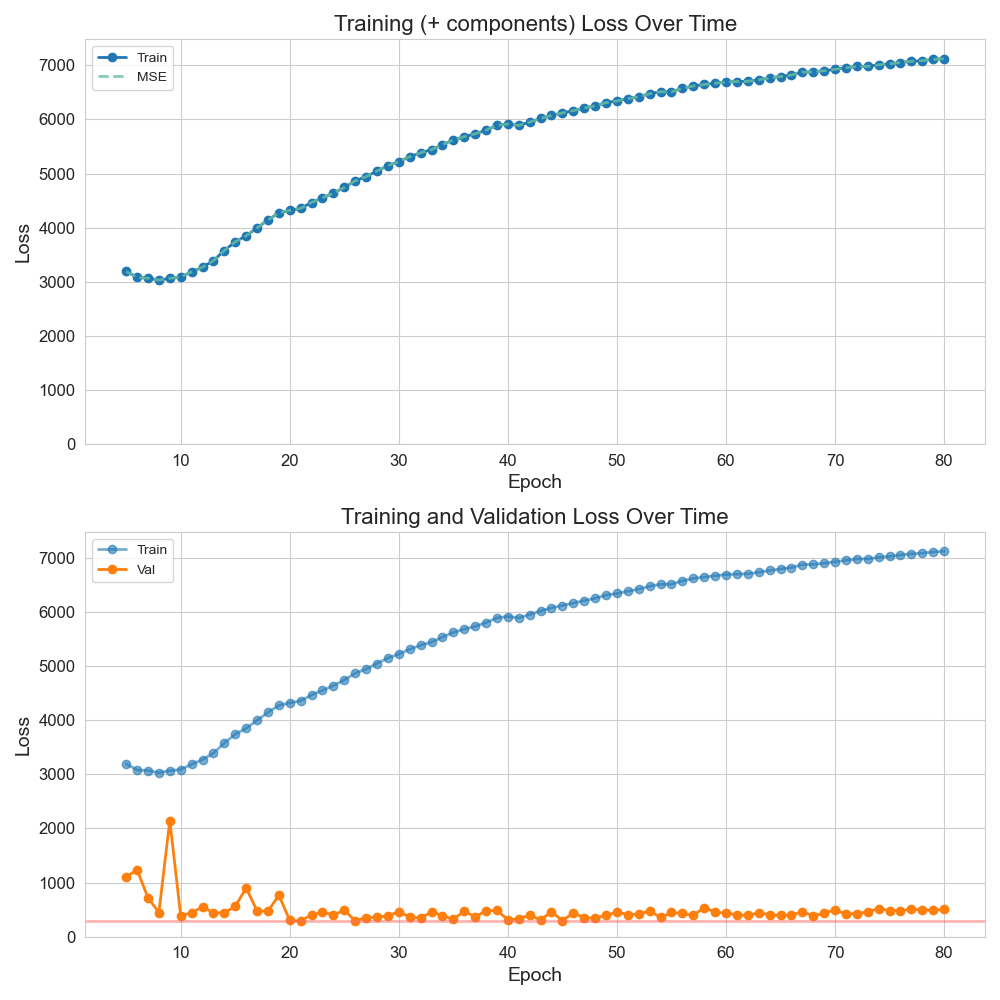 Training (+ components) Loss Over Time
Train
MSE
Loss
7000
6000
5000
4000
3000
2000
1000
0
10 20 30 40 50 60 70 80
Epoch
Training and Validation Loss Over Time
Train
Val
Loss
7000
6000
5000
4000
3000
2000
1000
0
10 20 30 40 50 60 70 80
Epoch